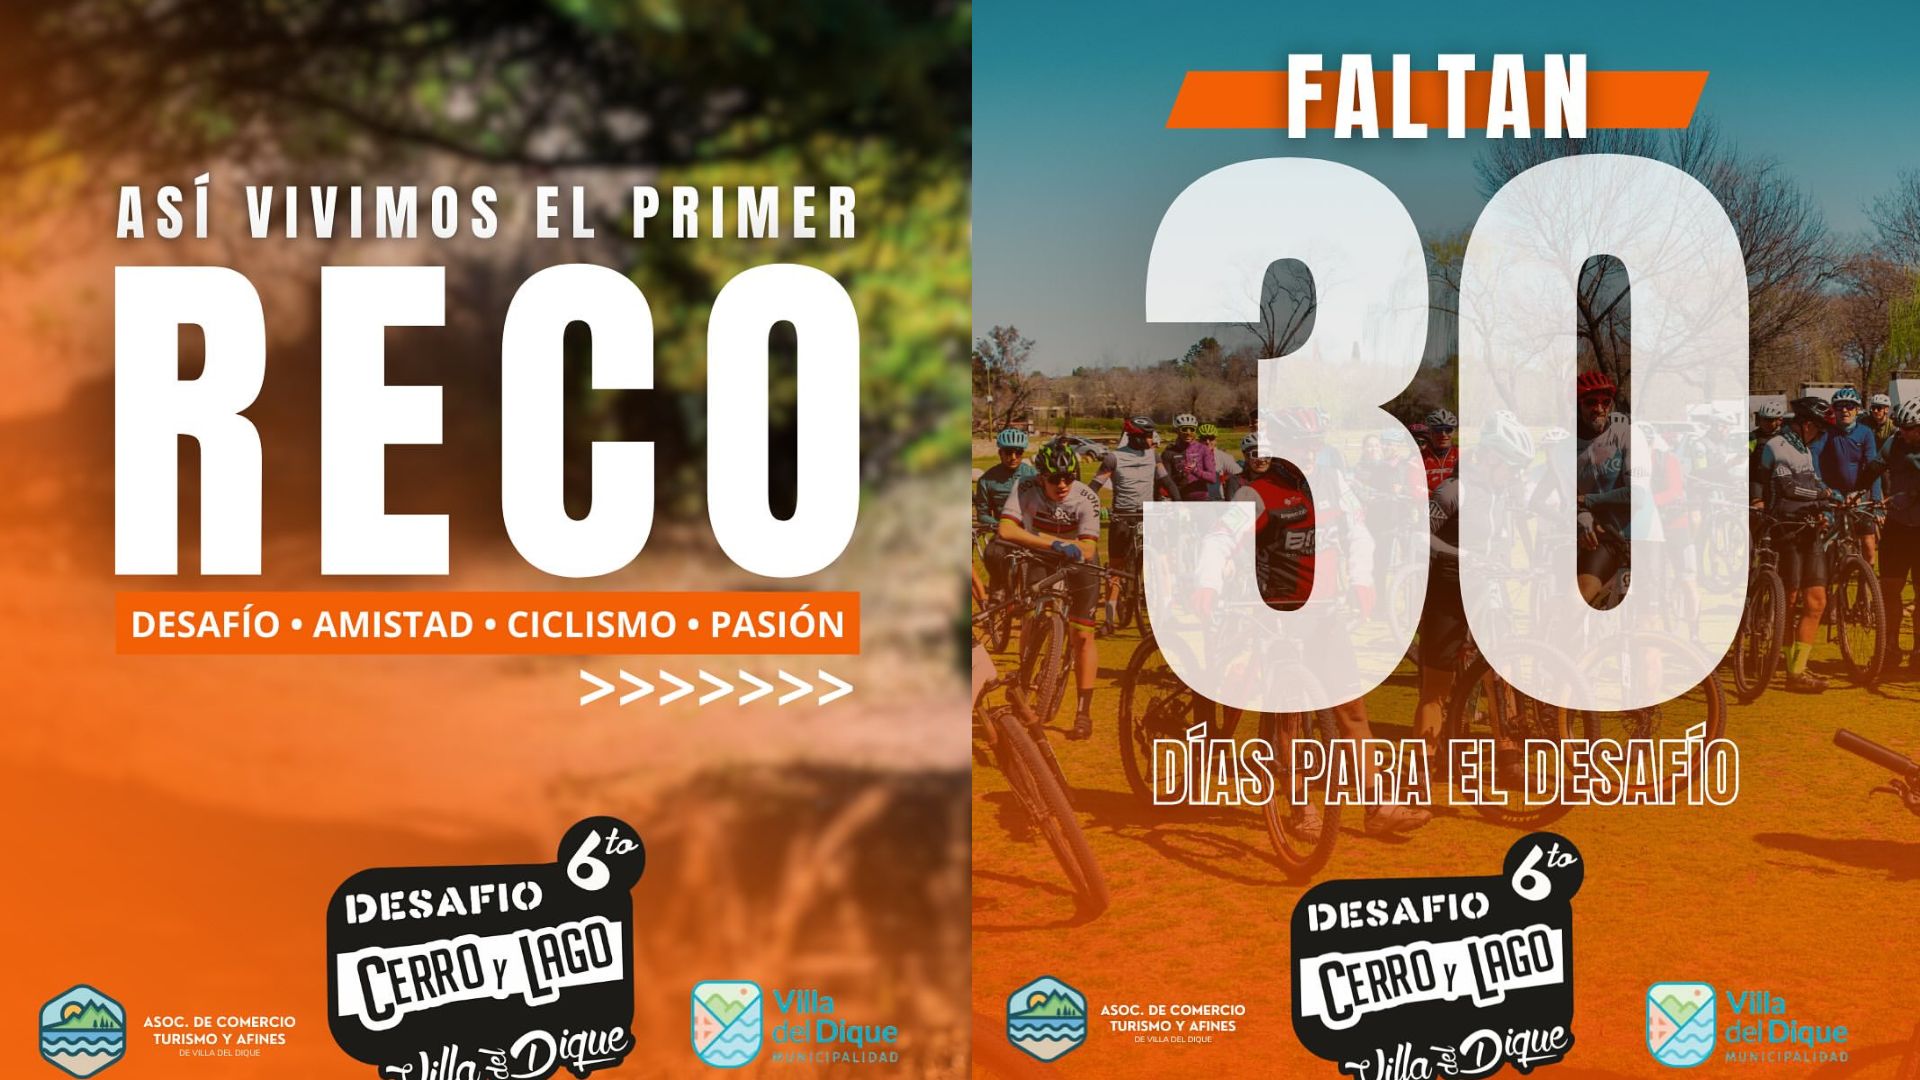 ASÍ VIVIMOS EL PRIMER
RECO
DESAFÍO • AMISTAD • CICLISMO • PASIÓN
>>>>>>>
6to
DESAFIO
CERRO Y LAGO
Villa del Dique
ASOC. DE COMERCIO
TURISMO Y AFINES
DE VILLA DEL DIQUE
Villa
del Dique
MUNICIPALIDAD
FALTAN
30
DÍAS PARA EL DESAFÍO
6to
DESAFIO
CERRO Y LAGO
Villa del Dique
ASOC. DE COMERCIO
TURISMO Y AFINES
DE VILLA DEL DIQUE
Villa
del Dique
MUNICIPALIDAD